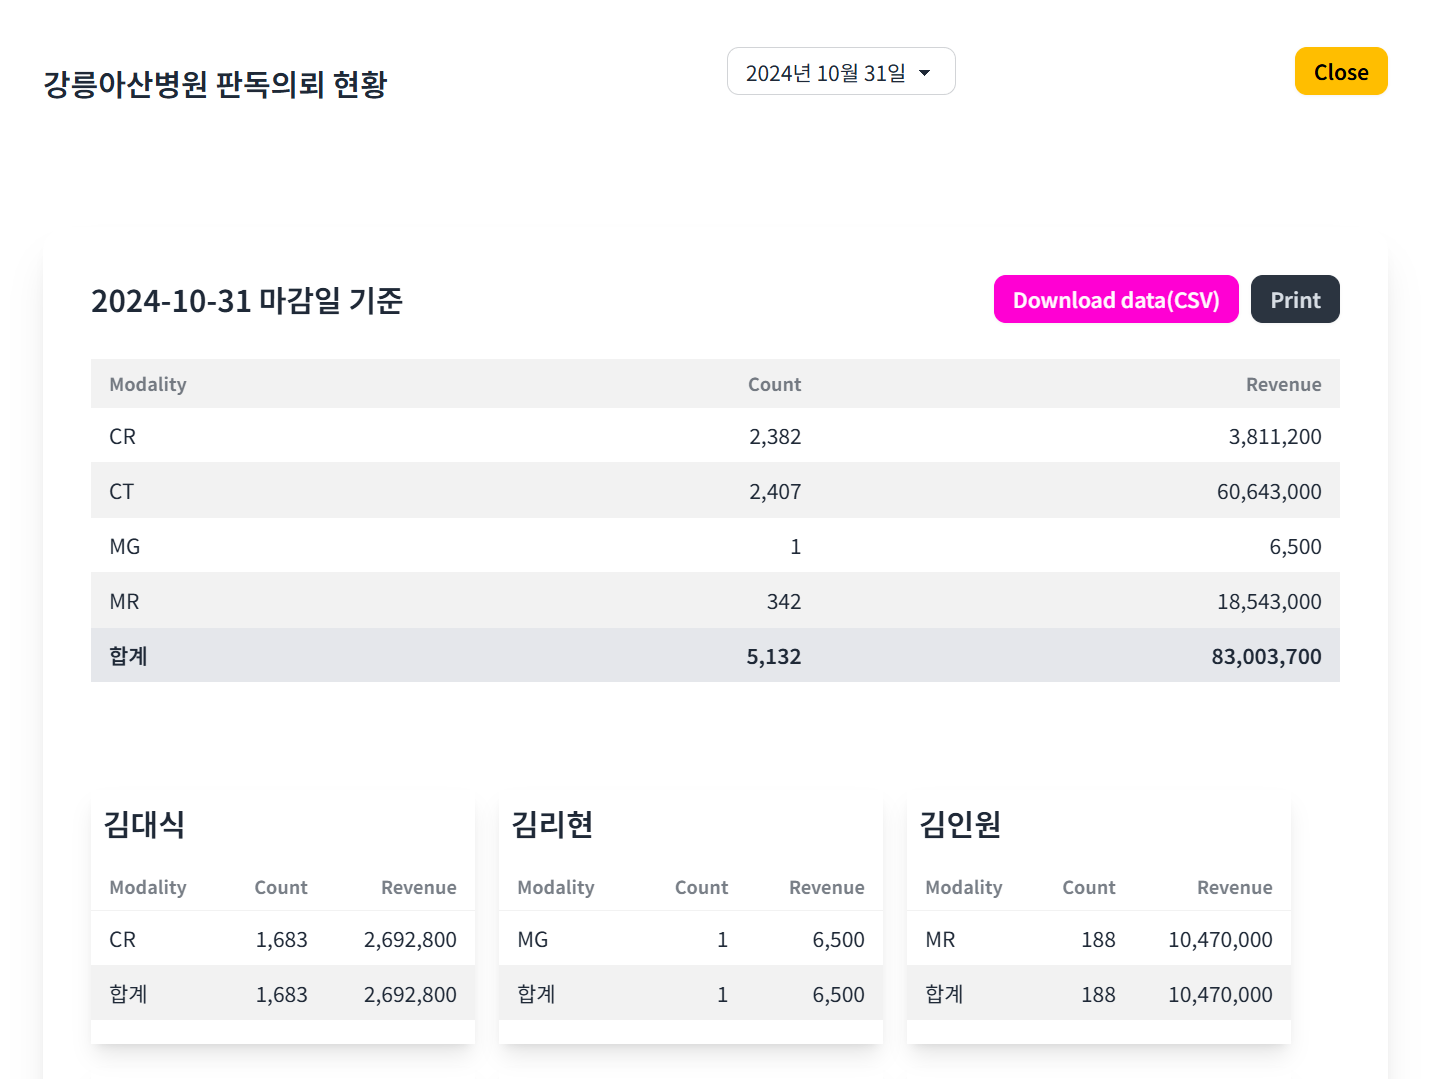 강릉아산병원 판독의뢰 현황
2024년 10월 31일
Close
2024-10-31 마감일 기준
Download data(CSV)
Print
Modality Count Revenue
CR 2,382 3,811,200
CT 2,407 60,643,000
MG 1 6,500
MR 342 18,543,000
합계 5,132 83,003,700
김대식
Modality Count Revenue
CR 1,683 2,692,800
합계 1,683 2,692,800
김리현
Modality Count Revenue
MG 1 6,500
합계 1 6,500
김인원
Modality Count Revenue
MR 188 10,470,000
합계 188 10,470,000